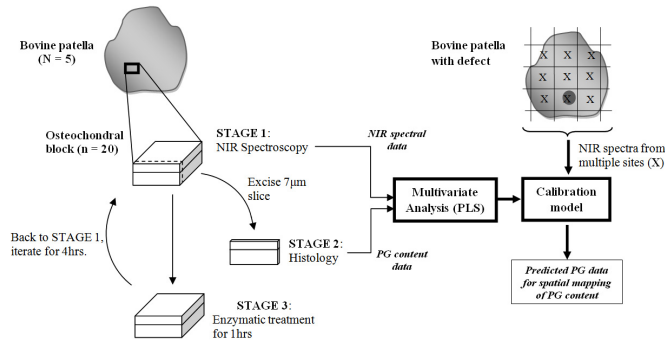 Bovine patella
(N = 5)
Osteochondral
block (n = 20)
STAGE 1:
NIR Spectroscopy
Excise 7µm
slice
STAGE 2:
Histology
Back to STAGE 1,
iterate for 4hrs.
STAGE 3:
Enzymatic treatment
for 1hrs
NIR spectral
data
PG content
data
Multivariate
Analysis (PLS)
Bovine patella
with defect
X X X
X X X
X X X
NIR spectra from
multiple sites (X)
Calibration
model
Predicted PG data
for spatial mapping
of PG content